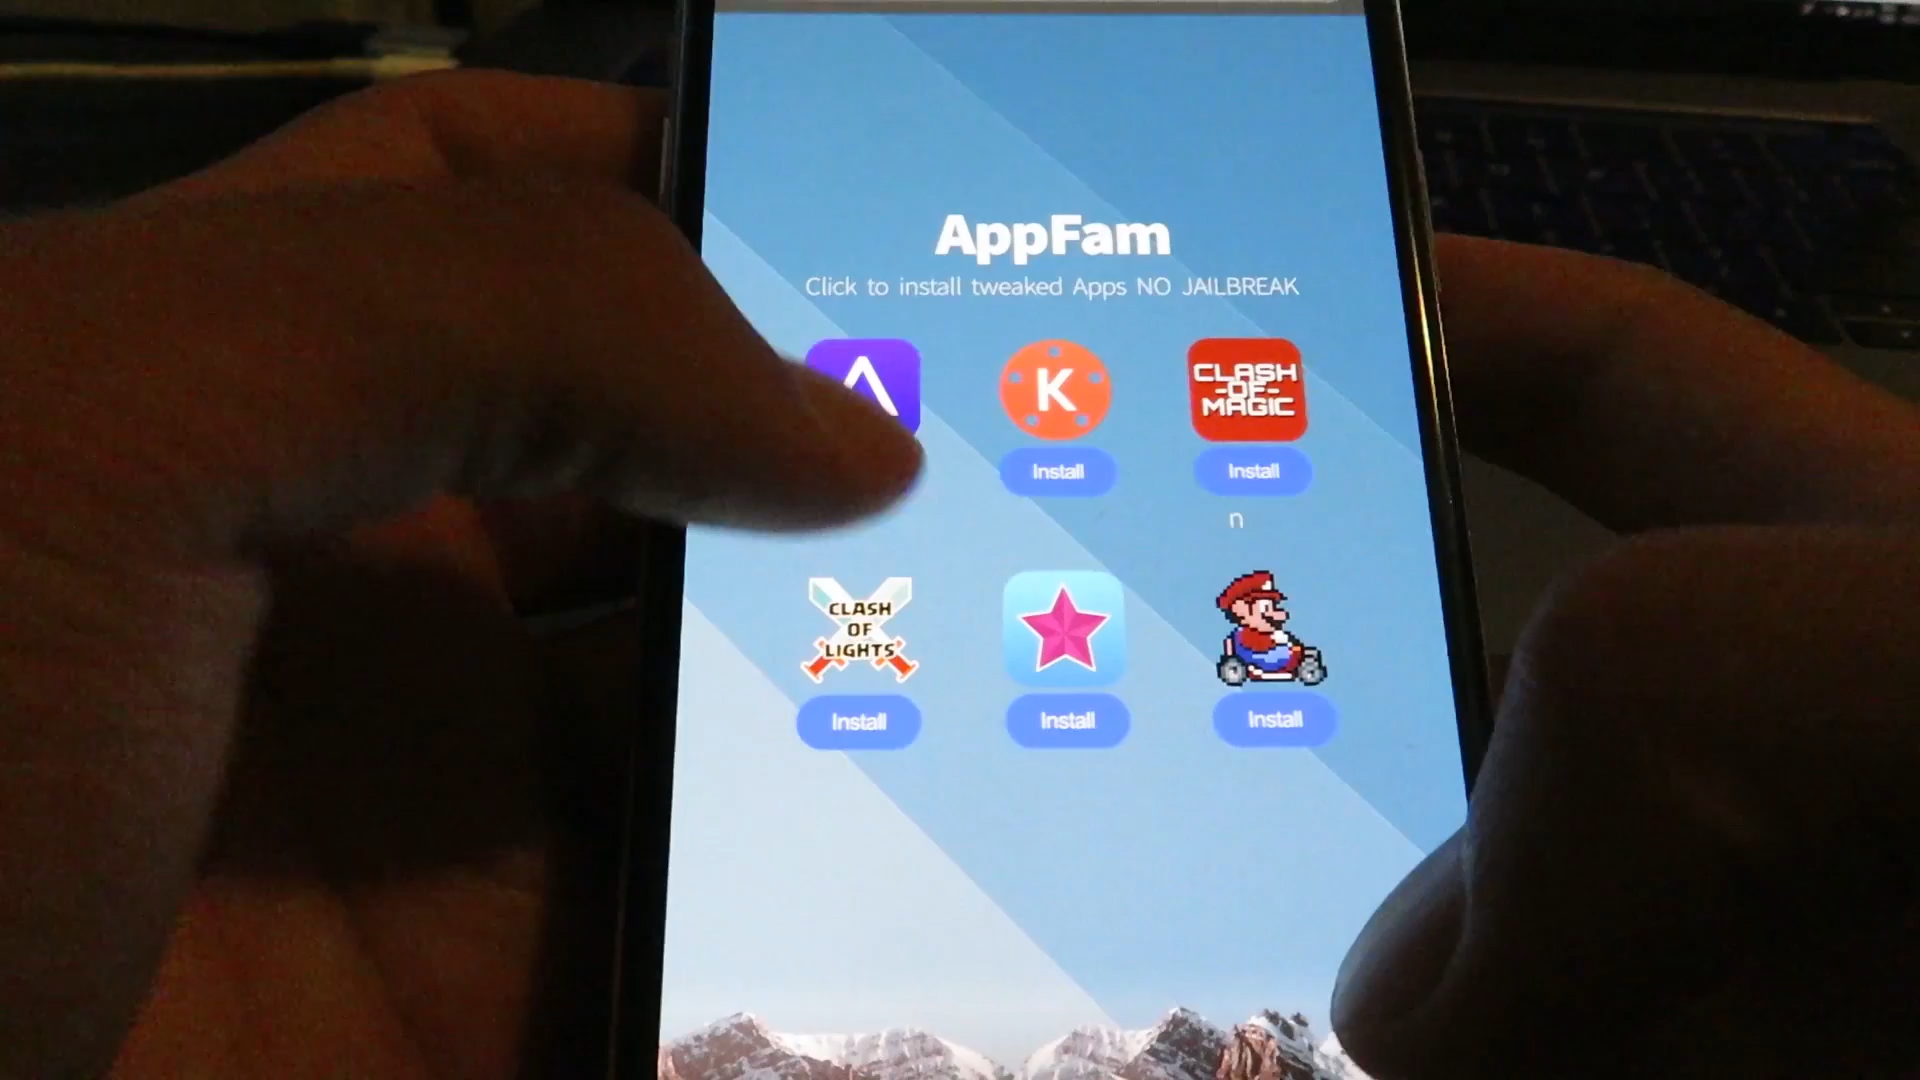 AppFam
Click to install tweaked Apps NO JAILBREAK
K
CLASH
-OF-
MAGIC
Install
Install
n
CLASH
OF
LIGHTS
Install
Install
Install